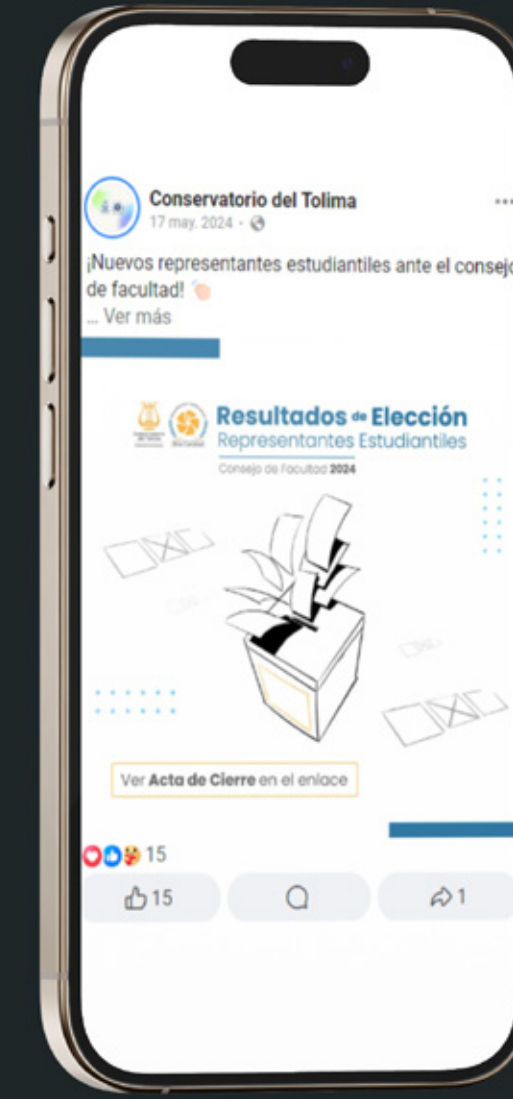 Conservatorio del Tolima
17 may. 2024 ·
¡Nuevos representantes estudiantiles ante el consejo
de facultad! 👏🏻
... Ver más
Resultados de Elección
Representantes Estudiantiles
Consejo de Facultad 2024
Ver Acta de Cierre en el enlace
15
15
1